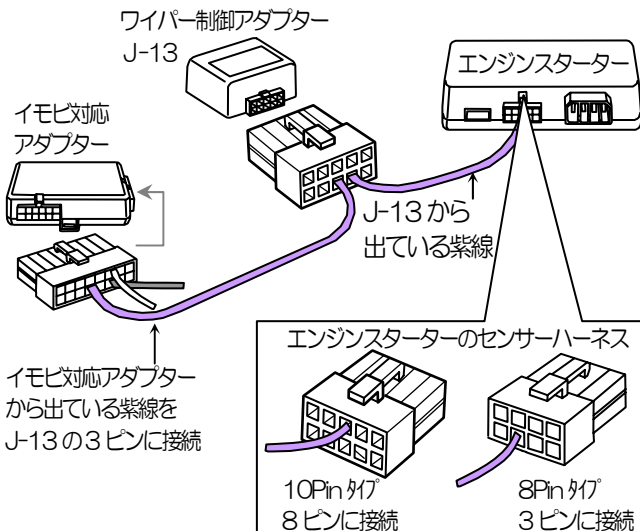 ワイパー制御アダプター
J-13
エンジンスターター
イモビ対応
アダプター
J-13から
出ている紫線
イモビ対応アダプター
から出ている紫線を
J-13の3ピンに接続
エンジンスターターのセンサーハーネス
10Pinタイプ
8ピンに接続
8Pinタイプ
3ピンに接続